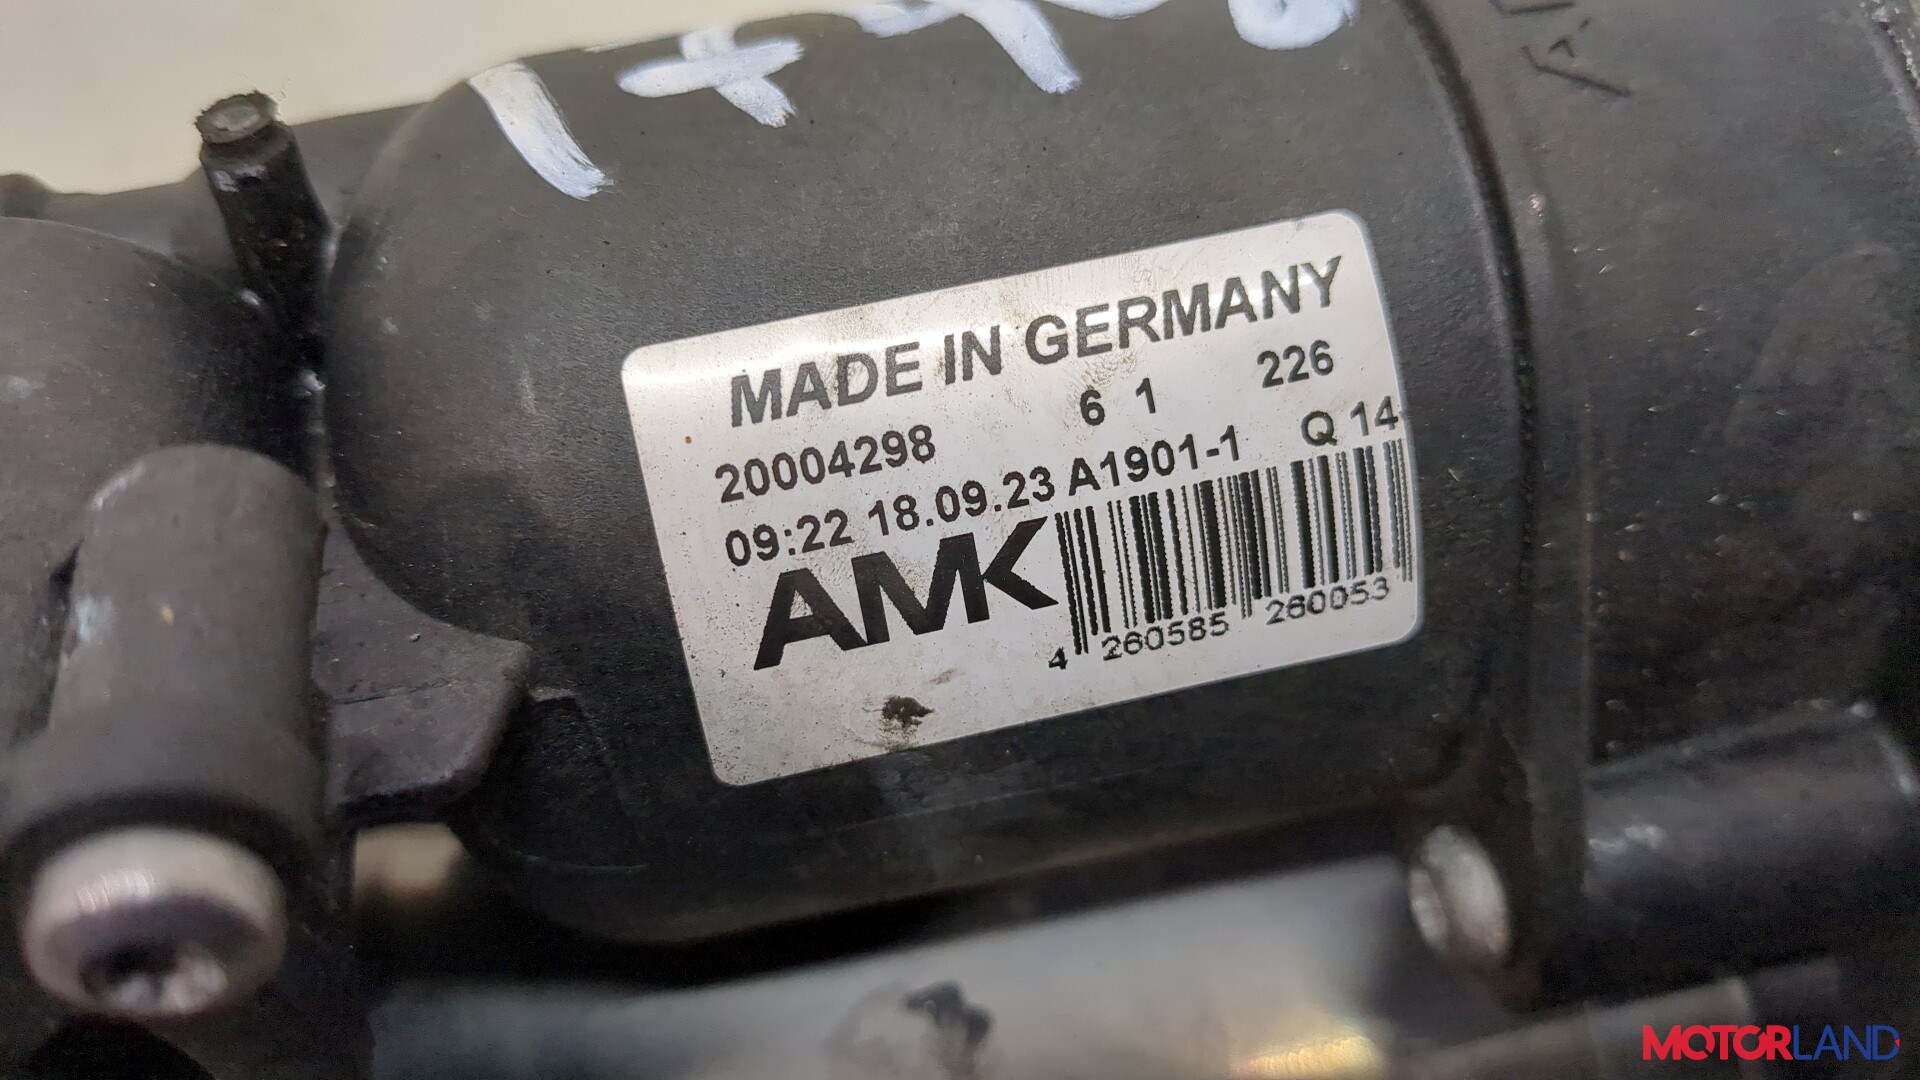 MADE IN GERMANY
20004298 6 1 226
09:22 18.09.23 A1901-1 Q 14
AMK
4 260585 260053
MOTORLAND